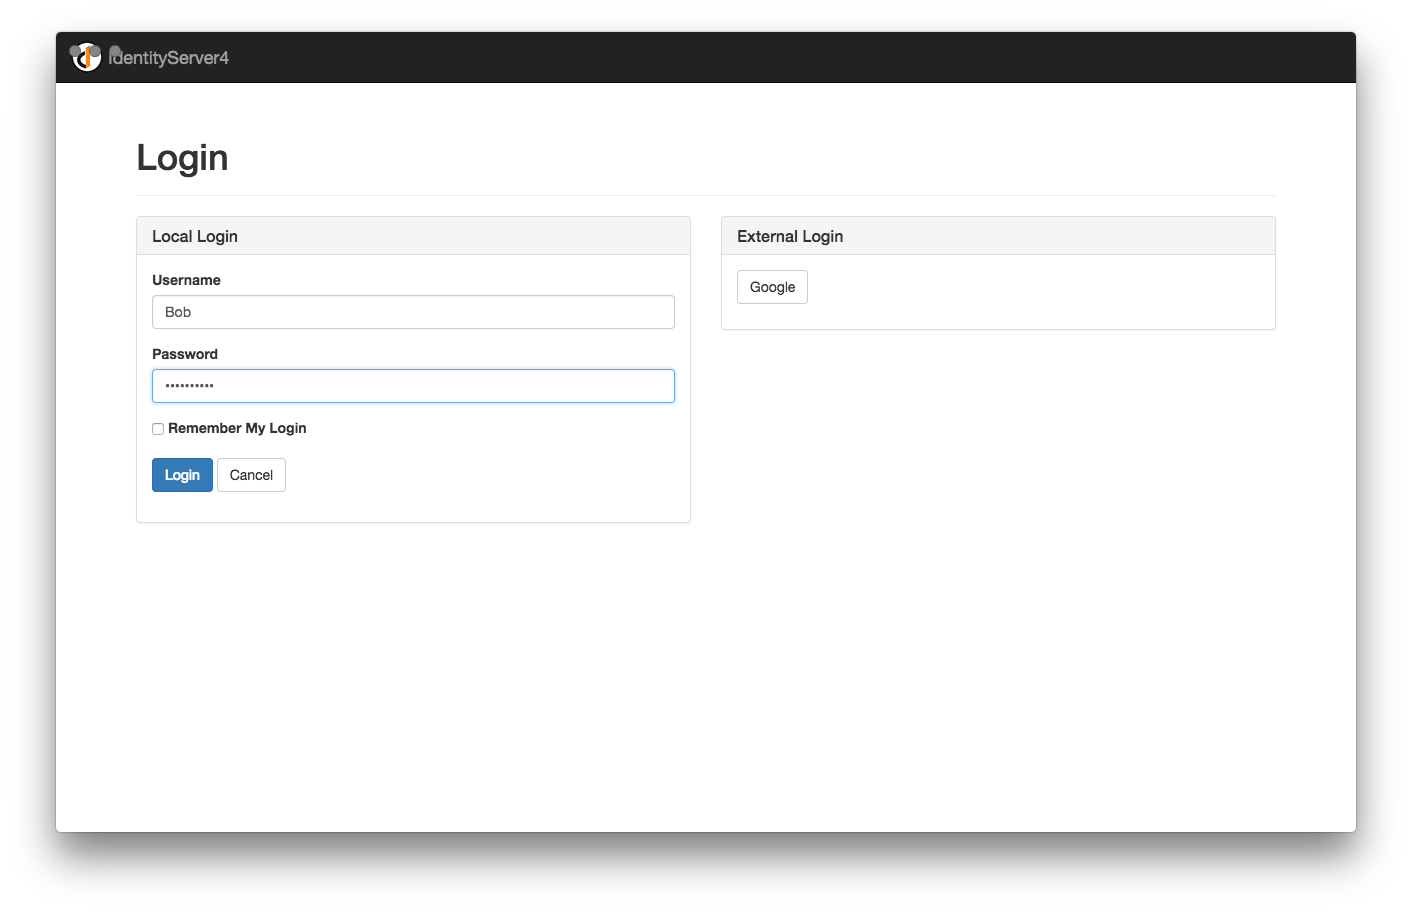 IdentityServer4
Login
Local Login
Username
Bob
Password
••••••••••
Remember My Login
Login Cancel
External Login
Google